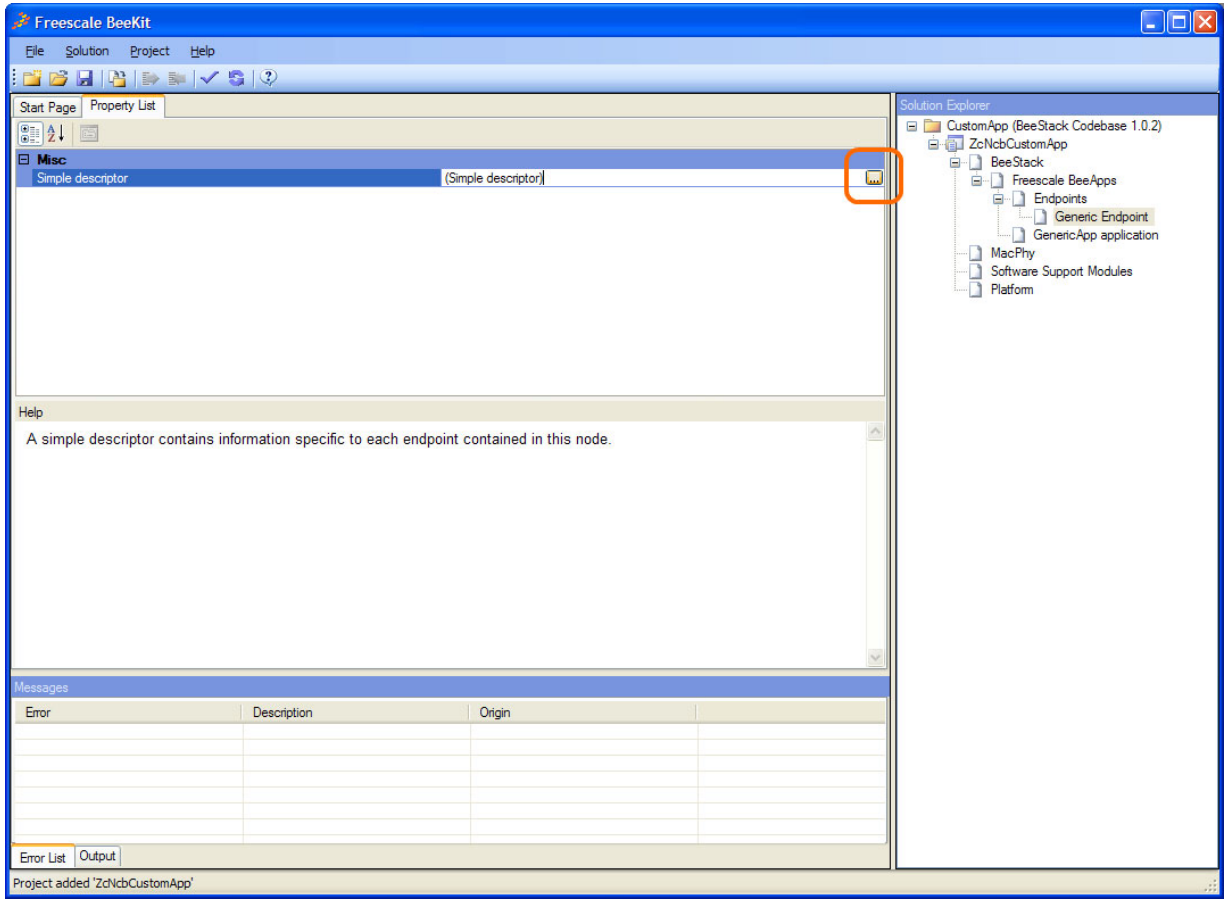 Freescale BeeKit
File Solution Project Help
Start Page Property List
Misc
Simple descriptor (Simple descriptor) ...
Help
A simple descriptor contains information specific to each endpoint contained in this node.
Messages
Error Description Origin
Error List Output
Project added 'ZcNcbCustomApp'
Solution Explorer
CustomApp (BeeStack Codebase 1.0.2)
ZcNcbCustomApp
BeeStack
Freescale BeeApps
Endpoints
Generic Endpoint
GenericApp application
MacPhy
Software Support Modules
Platform